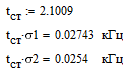 tст := 2.1009
tст·σ1 = 0.02743 кГц
tст·σ2 = 0.0254 кГц